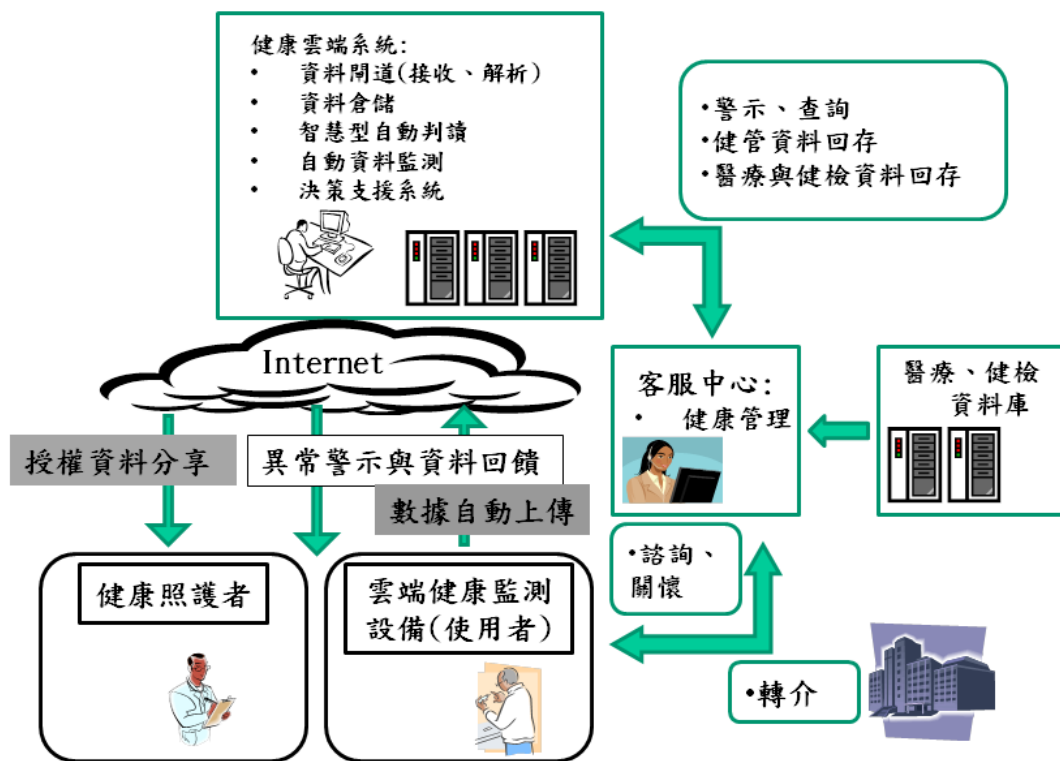 健康雲端系統:
• 資料閘道(接收、解析)
• 資料倉儲
• 智慧型自動判讀
• 自動資料監測
• 決策支援系統
•警示、查詢
•健管資料回存
•醫療與健檢資料回存
Internet
客服中心:
• 健康管理
醫療、健檢
資料庫
授權資料分享
異常警示與資料回饋
數據自動上傳
•諮詢、
關懷
健康照護者
雲端健康監測
設備(使用者)
•轉介